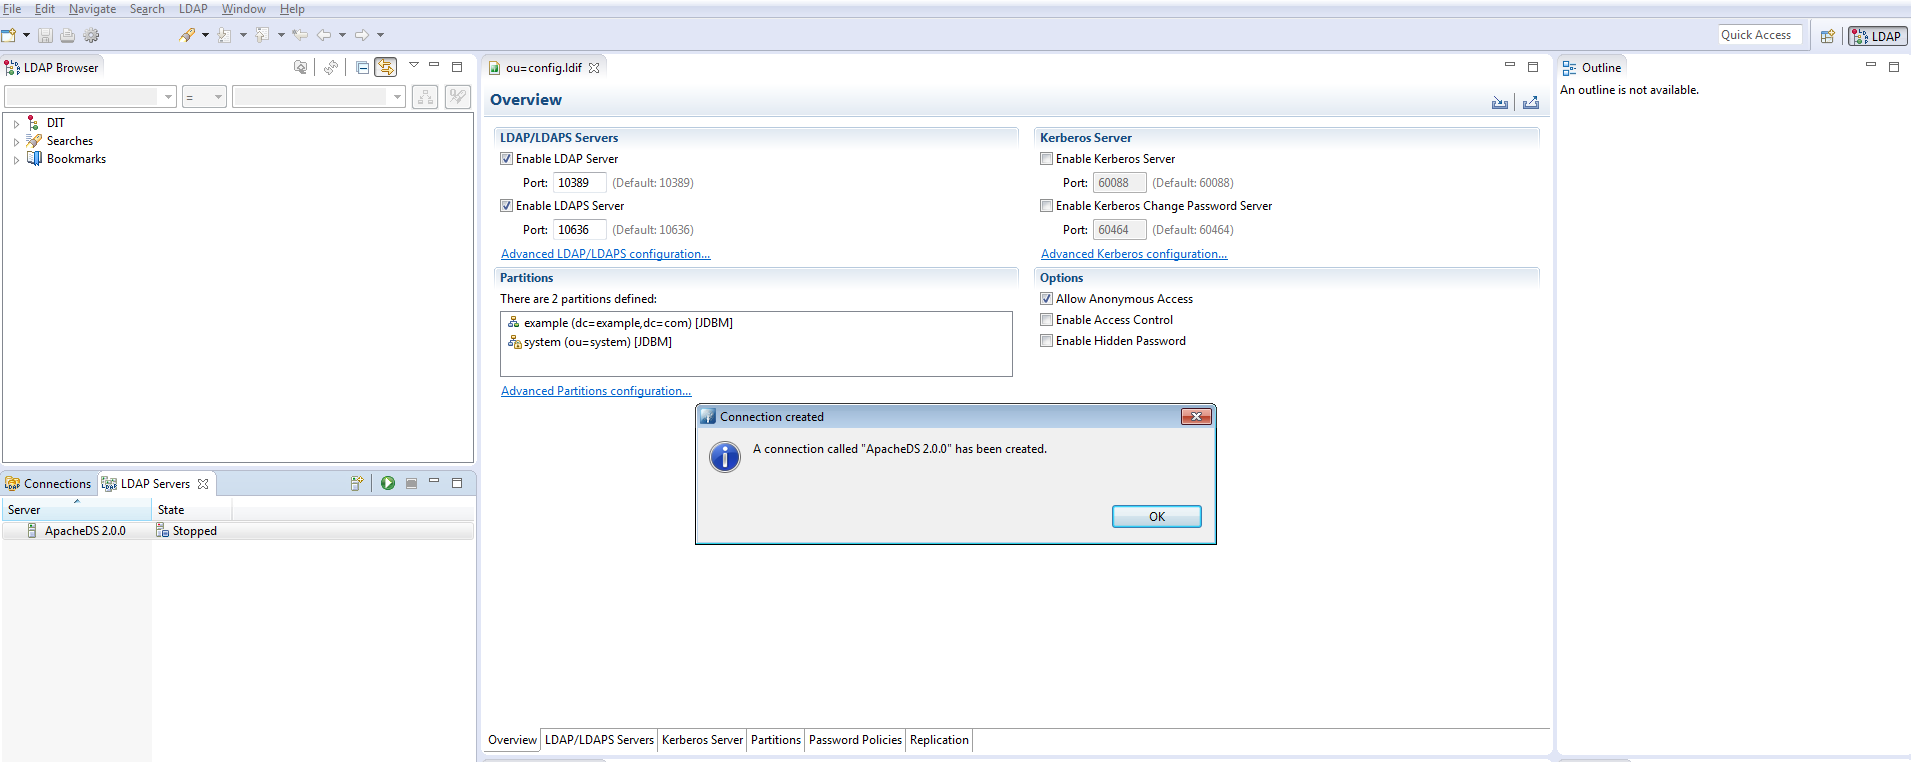 File Edit Navigate Search LDAP Window Help
Quick Access
LDAP
LDAP Browser
=
DIT
Searches
Bookmarks
Connections LDAP Servers
Server State
ApacheDS 2.0.0 Stopped
ou=config.ldif
Overview
LDAP/LDAPS Servers
Enable LDAP Server
Port: 10389 (Default: 10389)
Enable LDAPS Server
Port: 10636 (Default: 10636)
Advanced LDAP/LDAPS configuration...
Partitions
There are 2 partitions defined:
example (dc=example,dc=com) [JDBM]
system (ou=system) [JDBM]
Advanced Partitions configuration...
Kerberos Server
Enable Kerberos Server
Port: 60088 (Default: 60088)
Enable Kerberos Change Password Server
Port: 60464 (Default: 60464)
Advanced Kerberos configuration...
Options
Allow Anonymous Access
Enable Access Control
Enable Hidden Password
Connection created
A connection called "ApacheDS 2.0.0" has been created.
OK
Overview LDAP/LDAPS Servers Kerberos Server Partitions Password Policies Replication
Outline
An outline is not available.